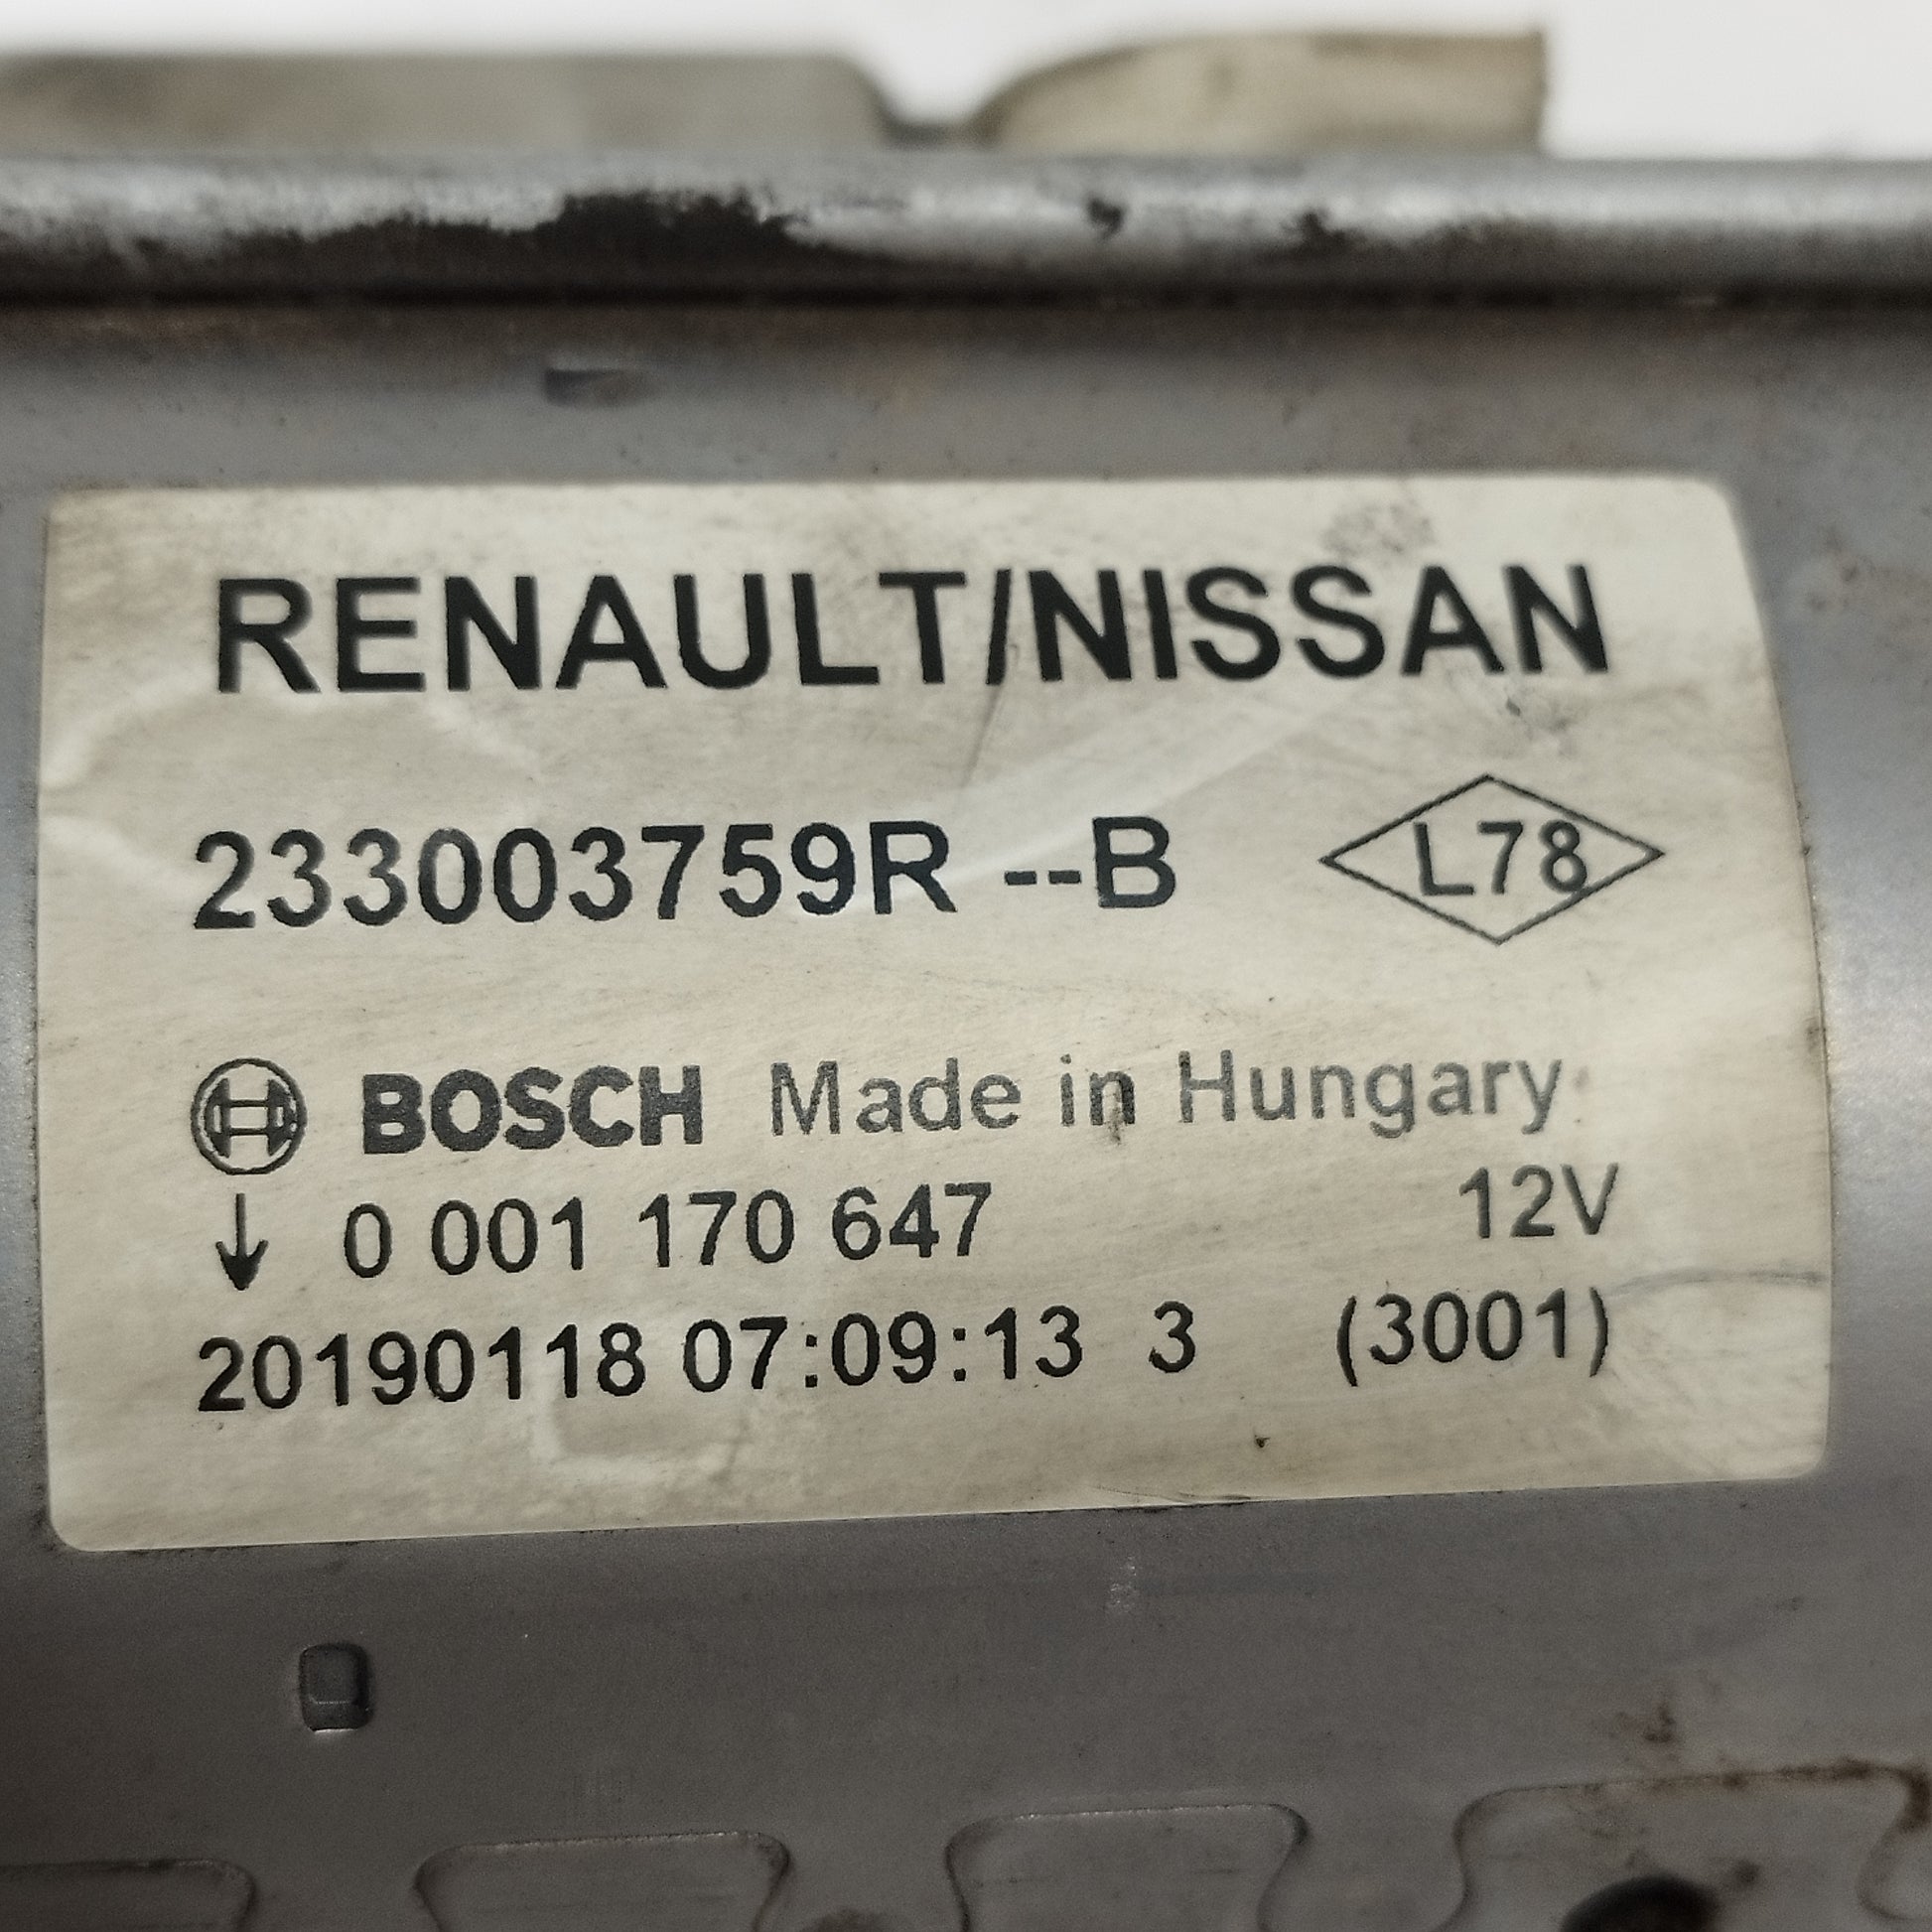 RENAULT/NISSAN
233003759R --B L78
BOSCH Made in Hungary
↓ 0 001 170 647 12V
20190118 07:09:13 3 (3001)